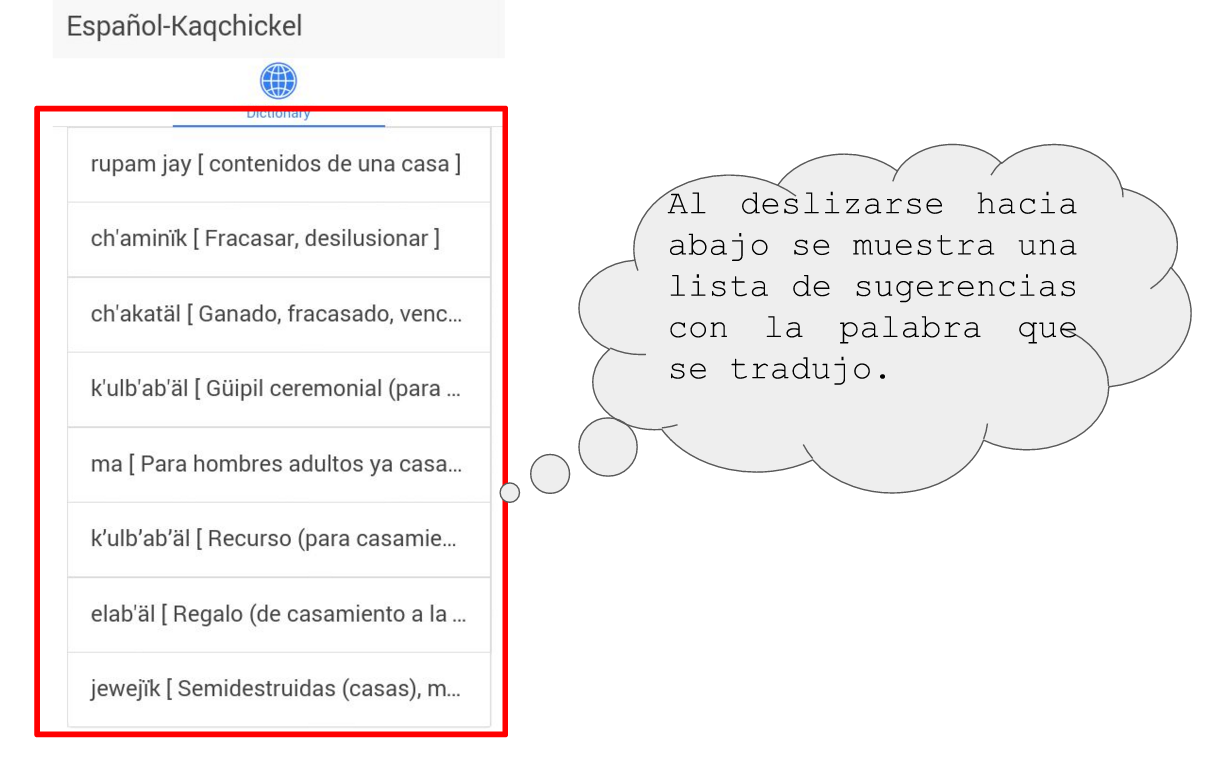 Español-Kaqchickel
Dictionary
rupam jay [ contenidos de una casa ]
ch'aminïk [ Fracasar, desilusionar ]
ch'akatäl [ Ganado, fracasado, venc...
k'ulb'ab'äl [ Güipil ceremonial (para ...
ma [ Para hombres adultos ya casa...
k’ulb’ab’äl [ Recurso (para casamie...
elab'äl [ Regalo (de casamiento a la ...
jewejïk [ Semidestruidas (casas), m...
Al deslizarse hacia
abajo se muestra una
lista de sugerencias
con la palabra que
se tradujo.